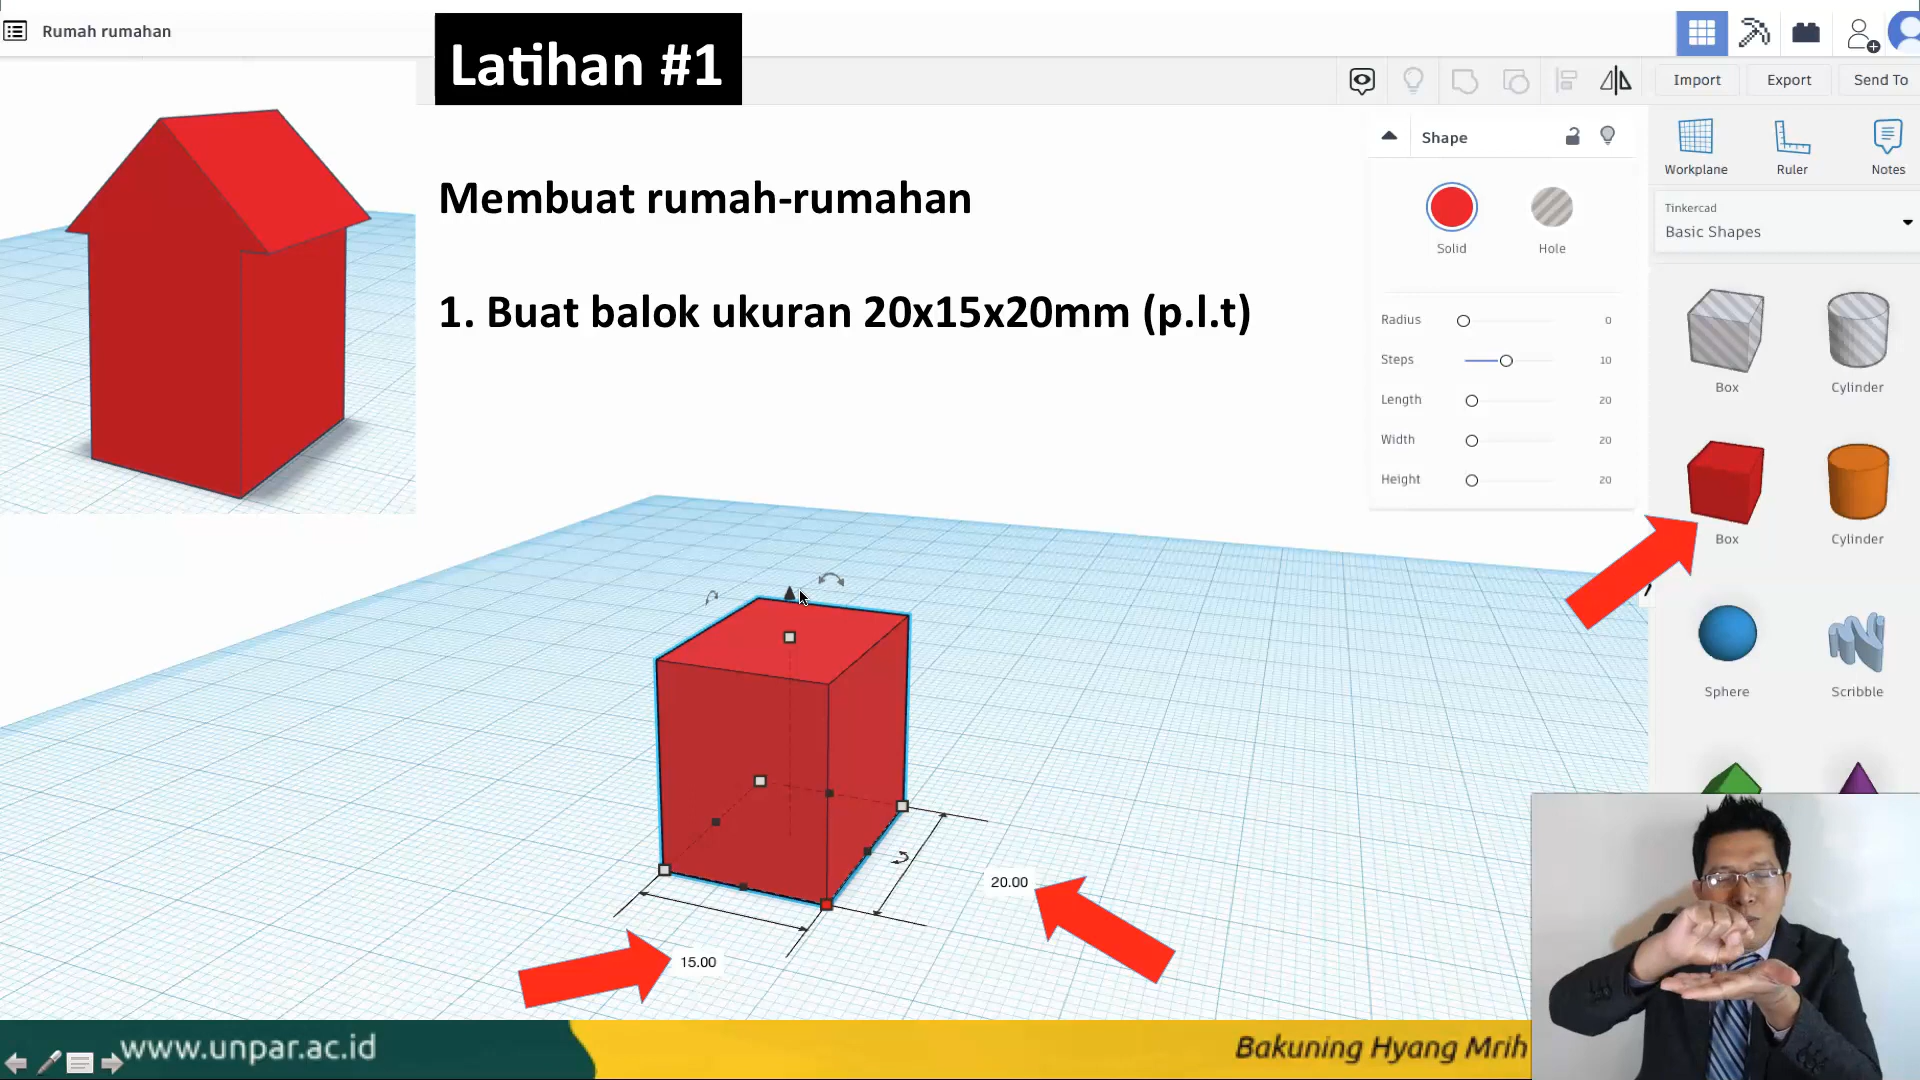 Rumah rumahan
Latihan #1
Import
Export
Send To
Shape
Workplane
Ruler
Notes
Membuat rumah-rumahan
Tinkercad
Basic Shapes
Solid
Hole
1. Buat balok ukuran 20x15x20mm (p.l.t)
Radius 0
Steps 10
Length 20
Width 20
Height 20
Box
Cylinder
Box
Cylinder
Sphere
Scribble
20.00
15.00
www.unpar.ac.id
Bakuning Hyang Mrih